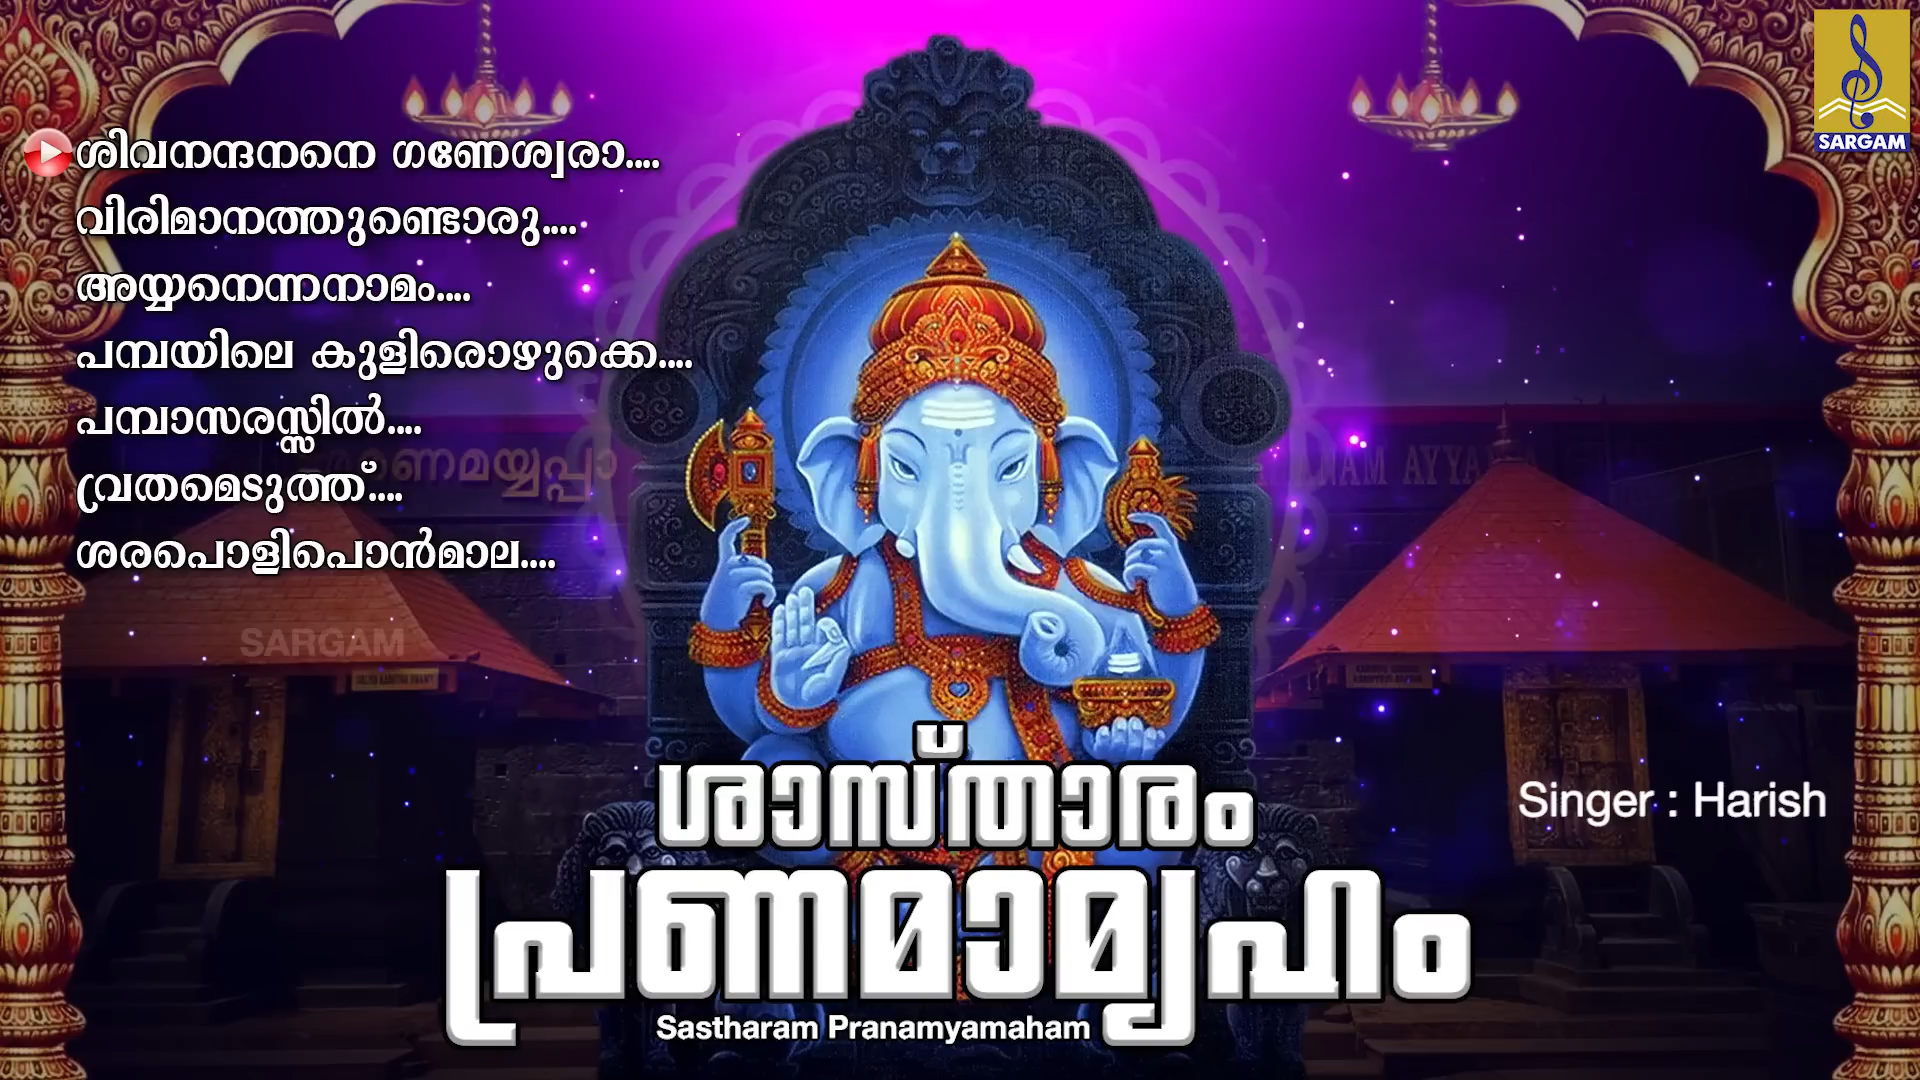 ശിവനന്ദനനെ ഗണേശ്വരാ....
വിരിമാനത്തുണ്ടൊരു....
അയ്യനെന്നനാമം....
പമ്പയിലെ കുളിരൊഴുക്കെ....
പമ്പാസരസ്സിൽ....
വ്രതമെടുത്ത്....
ശരപൊളിപൊൻമാല....
SARGAM
SARGAM
Singer : Harish
ശാസ്താരം
പ്രണമാമ്യഹം
Sastharam Pranamyamaham